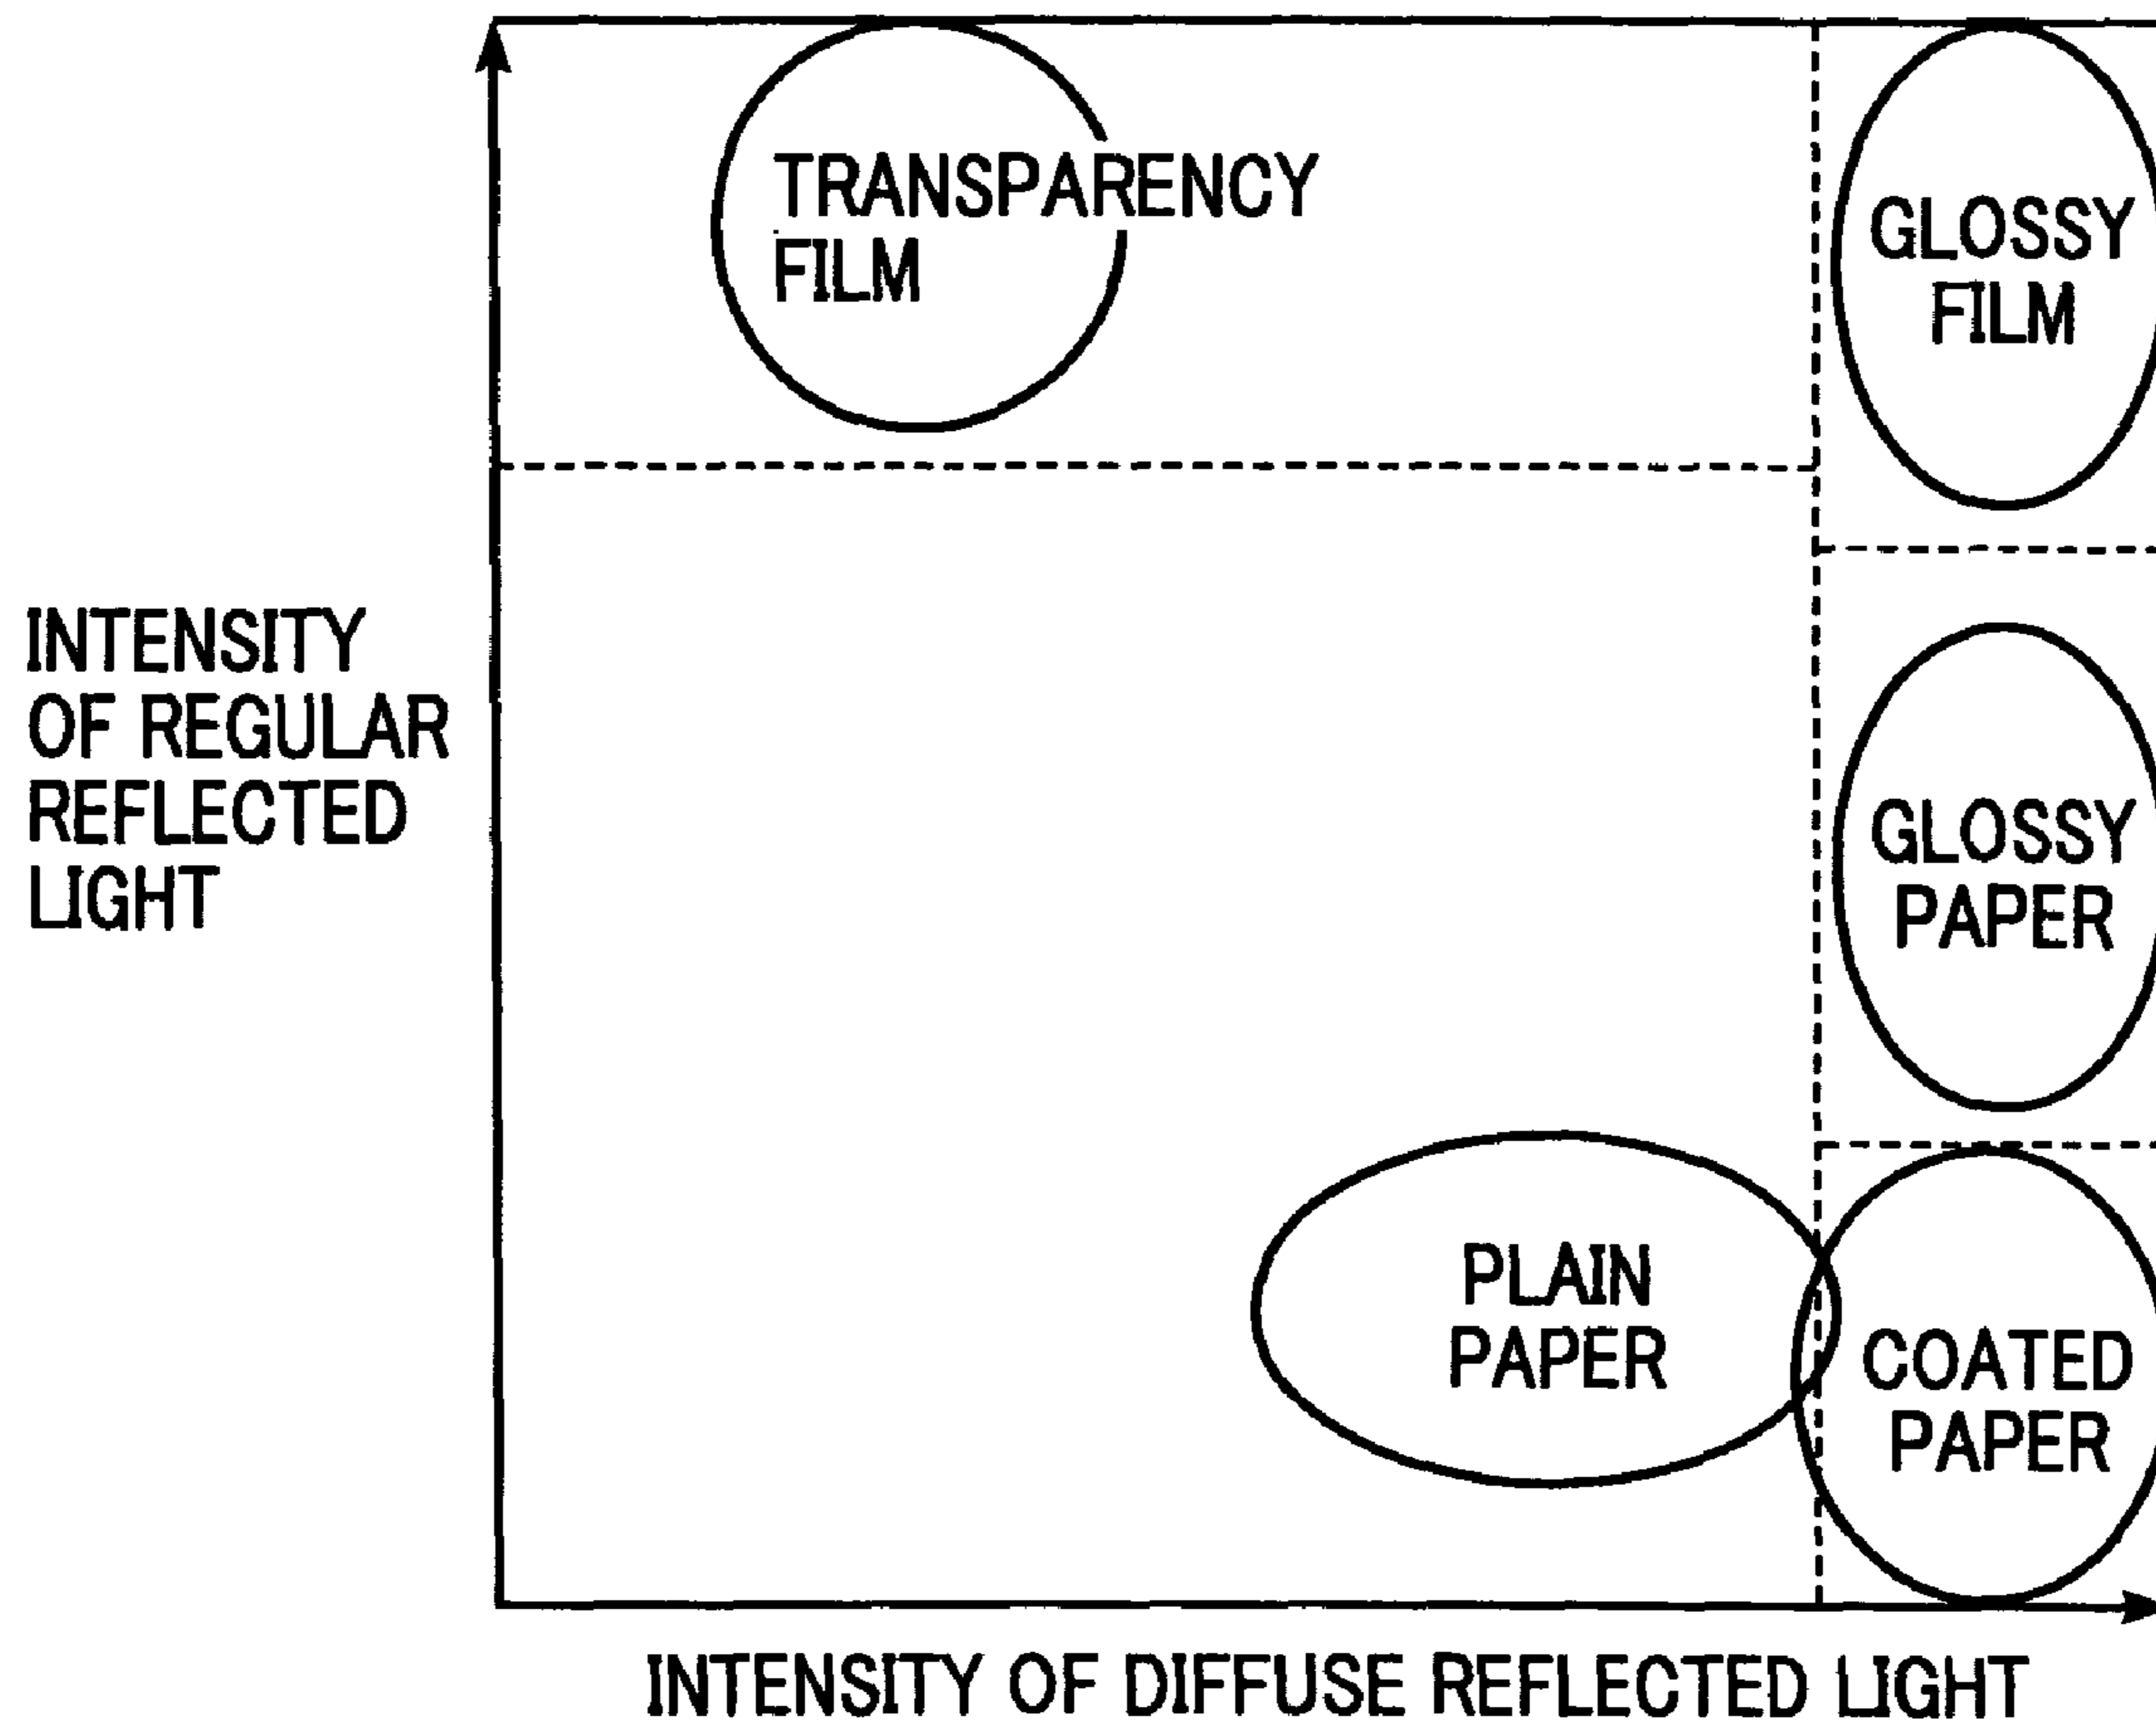 TRANSPARENCY
FILM
GLOSSY
FILM
INTENSITY
OF REGULAR
REFLECTED
LIGHT
GLOSSY
PAPER
PLAIN
PAPER
COATED
PAPER
INTENSITY OF DIFFUSE REFLECTED LIGHT